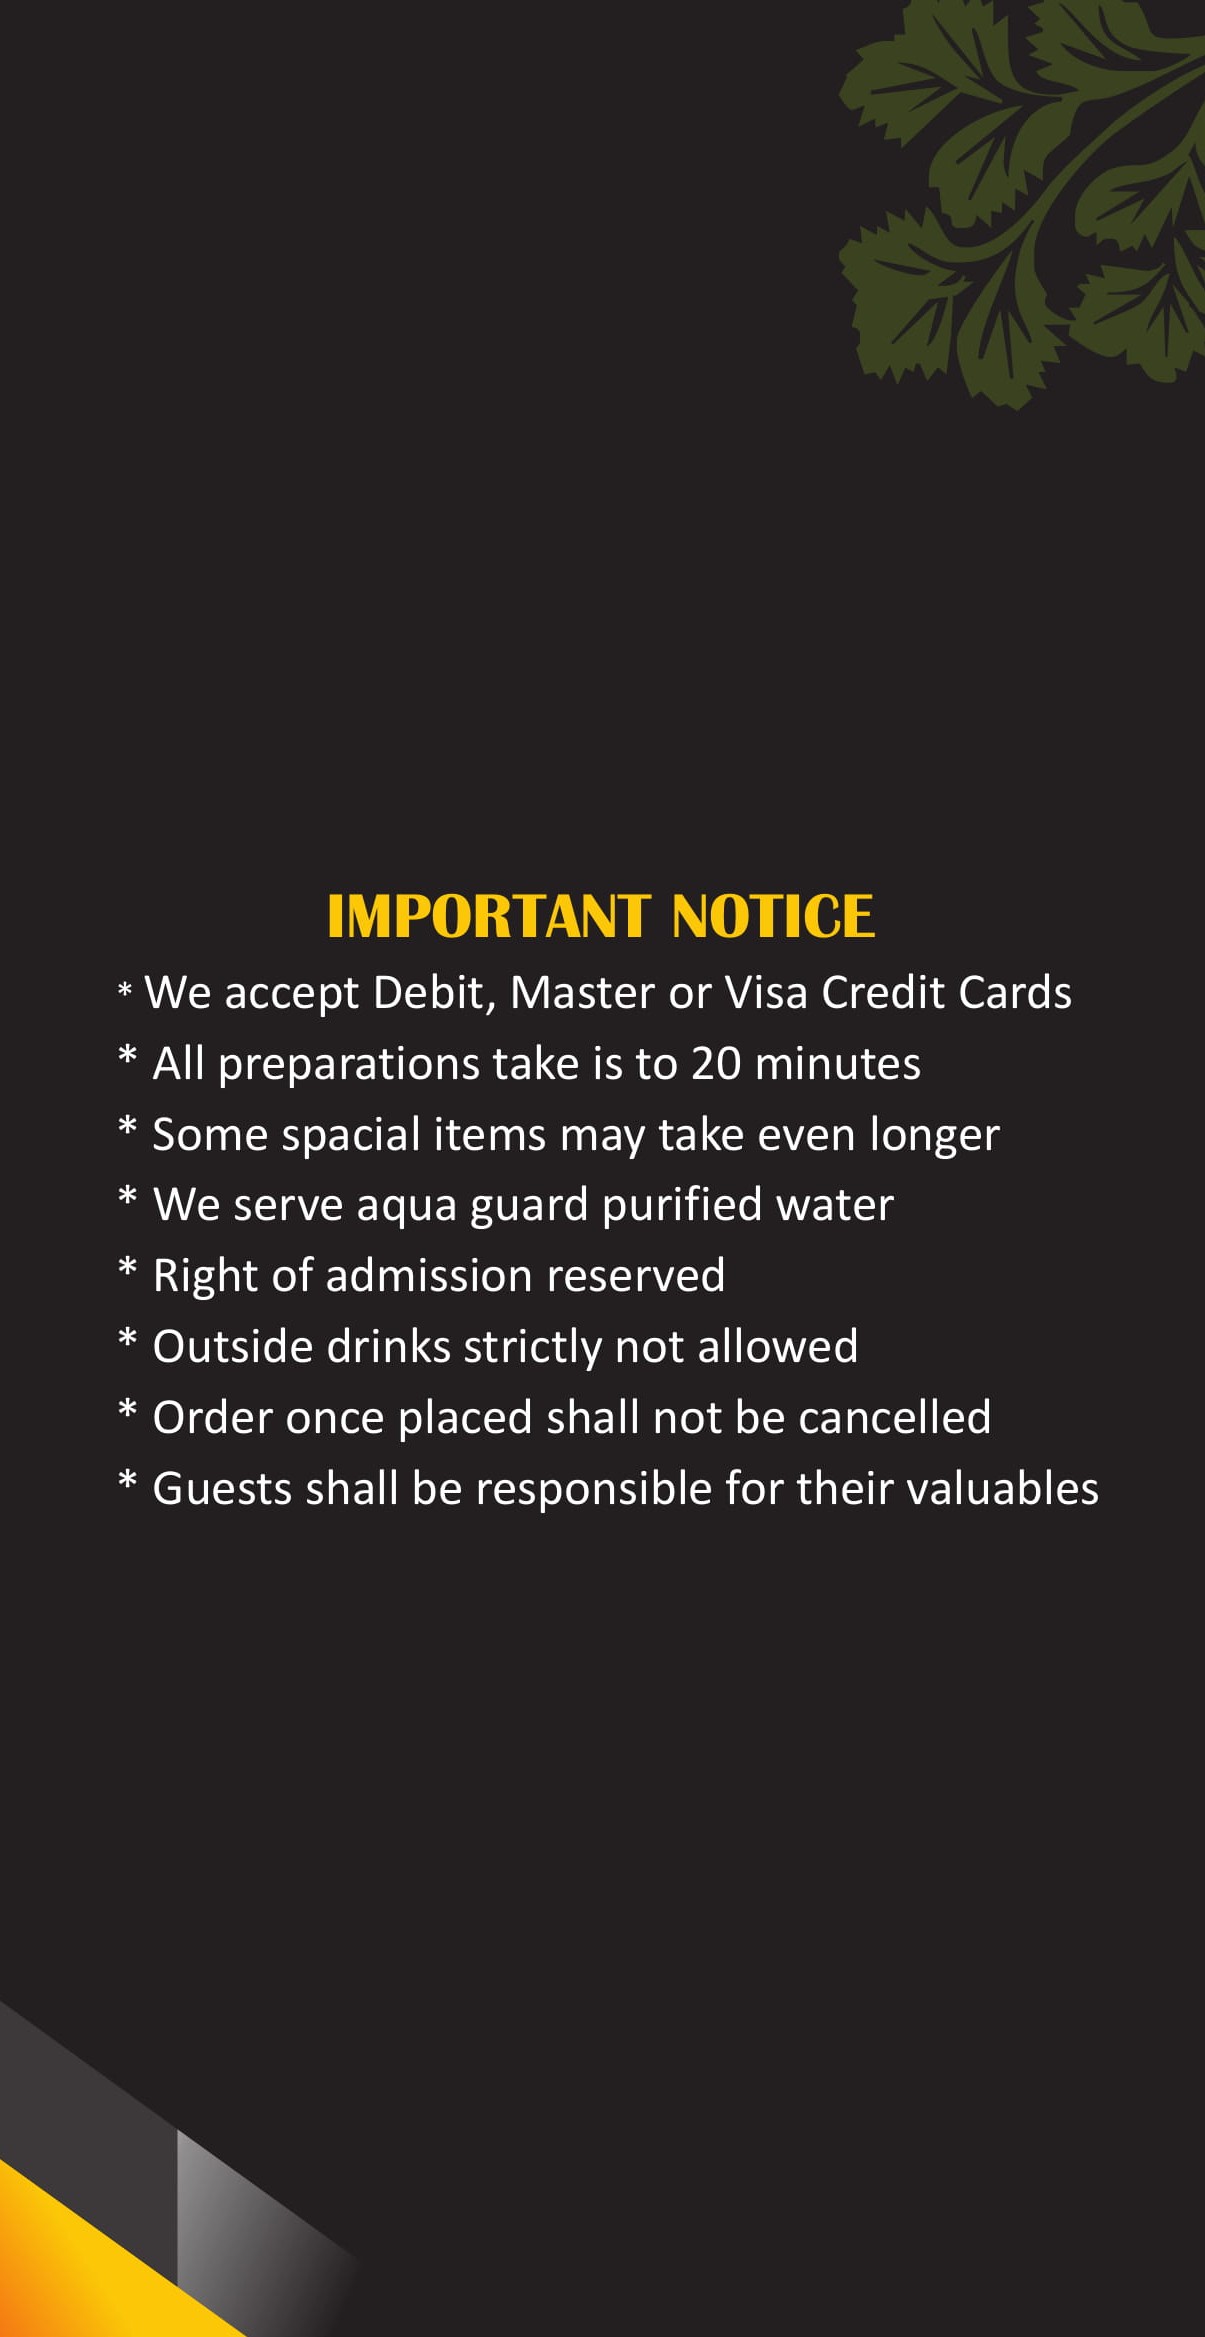 IMPORTANT NOTICE
* We accept Debit, Master or Visa Credit Cards
* All preparations take is to 20 minutes
* Some spacial items may take even longer
* We serve aqua guard purified water
* Right of admission reserved
* Outside drinks strictly not allowed
* Order once placed shall not be cancelled
* Guests shall be responsible for their valuables